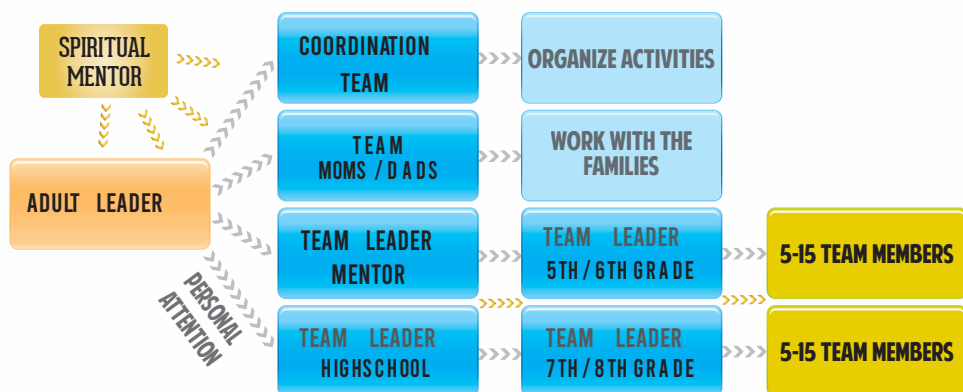 SPIRITUAL
MENTOR
ADULT LEADER
PERSONAL
ATTENTION
COORDINATION
TEAM
ORGANIZE ACTIVITIES
TEAM
MOMS / DADS
WORK WITH THE
FAMILIES
TEAM LEADER
MENTOR
TEAM LEADER
5TH / 6TH GRADE
5-15 TEAM MEMBERS
TEAM LEADER
HIGHSCHOOL
TEAM LEADER
7TH / 8TH GRADE
5-15 TEAM MEMBERS